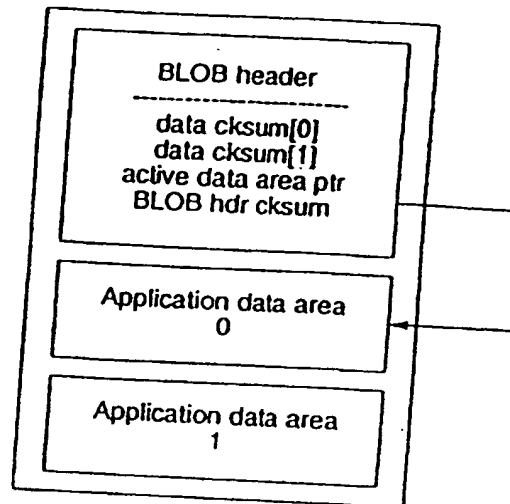 BLOB header
data cksum[0]
data cksum[1]
active data area ptr
BLOB hdr cksum
Application data area
0
Application data area
1